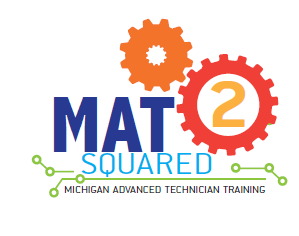 MAT 2
SQUARED
MICHIGAN ADVANCED TECHNICIAN TRAINING